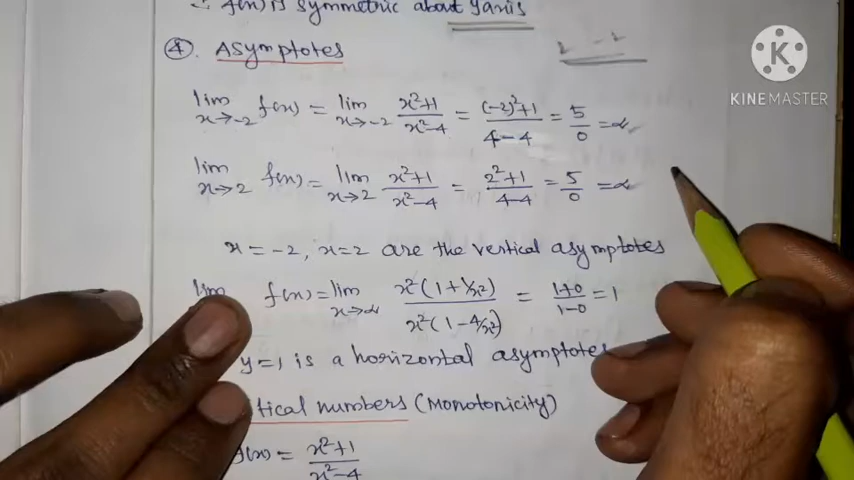 ∴ f(x) is symmetric about yaxis
④. Asymptotes
lim x→-2 f(x) = lim x→-2 x²+1/x²-4 = (-2)²+1/4-4 = 5/0 = ∝
lim x→2 f(x) = lim x→2 x²+1/x²-4 = 2²+1/4-4 = 5/0 = ∝
x = -2, x=2 are the vertical asymptotes
lim f(x) = lim x→∝ x²(1+1/x²)/x²(1-4/x²) = 1+0/1-0 = 1
y=1 is a horizontal asymptotes
tical numbers (Monotonicity)
f(x) = x²+1/x²-4
KINEMASTER